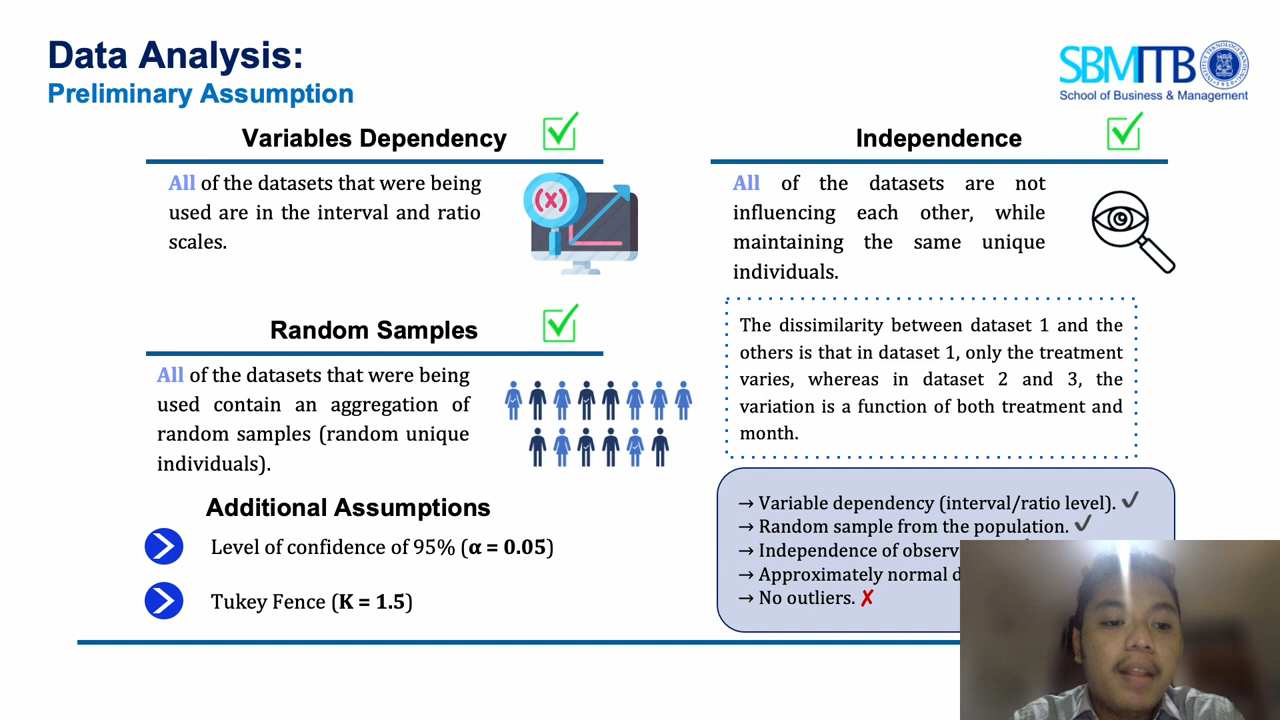 Data Analysis:
Preliminary Assumption
SBMITB
School of Business & Management
Variables Dependency
All of the datasets that were being
used are in the interval and ratio
scales.
(x)
Random Samples
All of the datasets that were being
used contain an aggregation of
random samples (random unique
individuals).
Additional Assumptions
Level of confidence of 95% (α = 0.05)
Tukey Fence (K = 1.5)
Independence
All of the datasets are not
influencing each other, while
maintaining the same unique
individuals.
The dissimilarity between dataset 1 and the
others is that in dataset 1, only the treatment
varies, whereas in dataset 2 and 3, the
variation is a function of both treatment and
month.
→ Variable dependency (interval/ratio level). ✓
→ Random sample from the population. ✓
→ Independence of
→ Approximately normal
→ No outliers. ✗